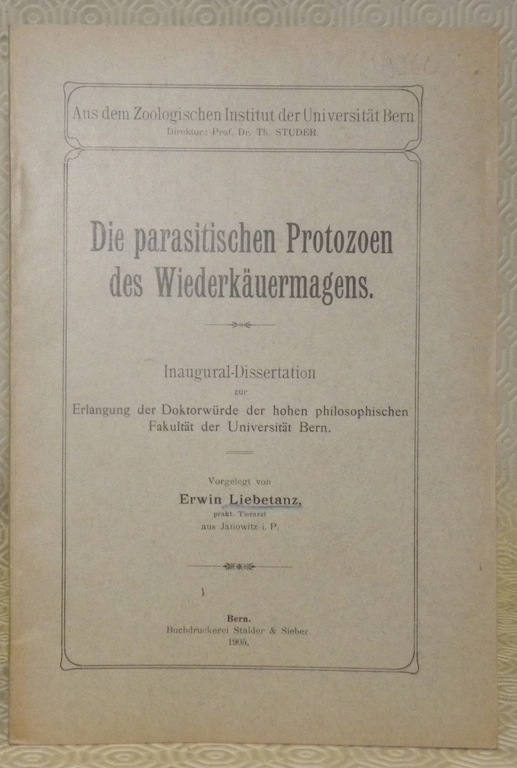 Aus dem Zoologischen Institut der Universität Bern
Direktor: Prof. Dr. Th. STUDER.
Die parasitischen Protozoen
des Wiederkäuermagens.
Inaugural-Dissertation
zur
Erlangung der Doktorwürde der hohen philosophischen
Fakultät der Universität Bern.
Vorgelegt von
Erwin Liebetanz,
prakt. Tierarzt
aus Janowitz i. P.
Bern.
Buchdruckerei Stalder & Sieber
1905.